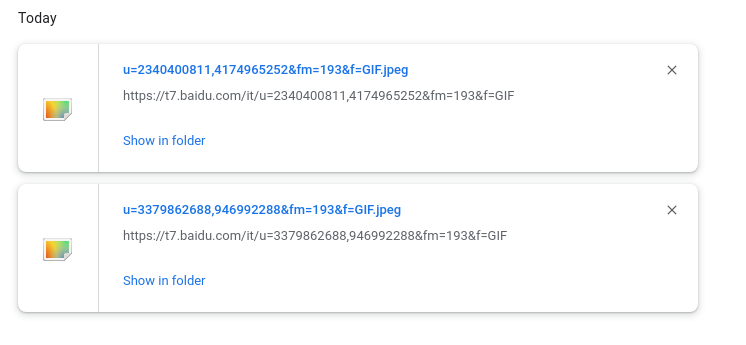 Today
u=2340400811,4174965252&fm=193&f=GIF.jpeg
https://t7.baidu.com/it/u=2340400811,4174965252&fm=193&f=GIF
Show in folder
u=3379862688,946992288&fm=193&f=GIF.jpeg
https://t7.baidu.com/it/u=3379862688,946992288&fm=193&f=GIF
Show in folder